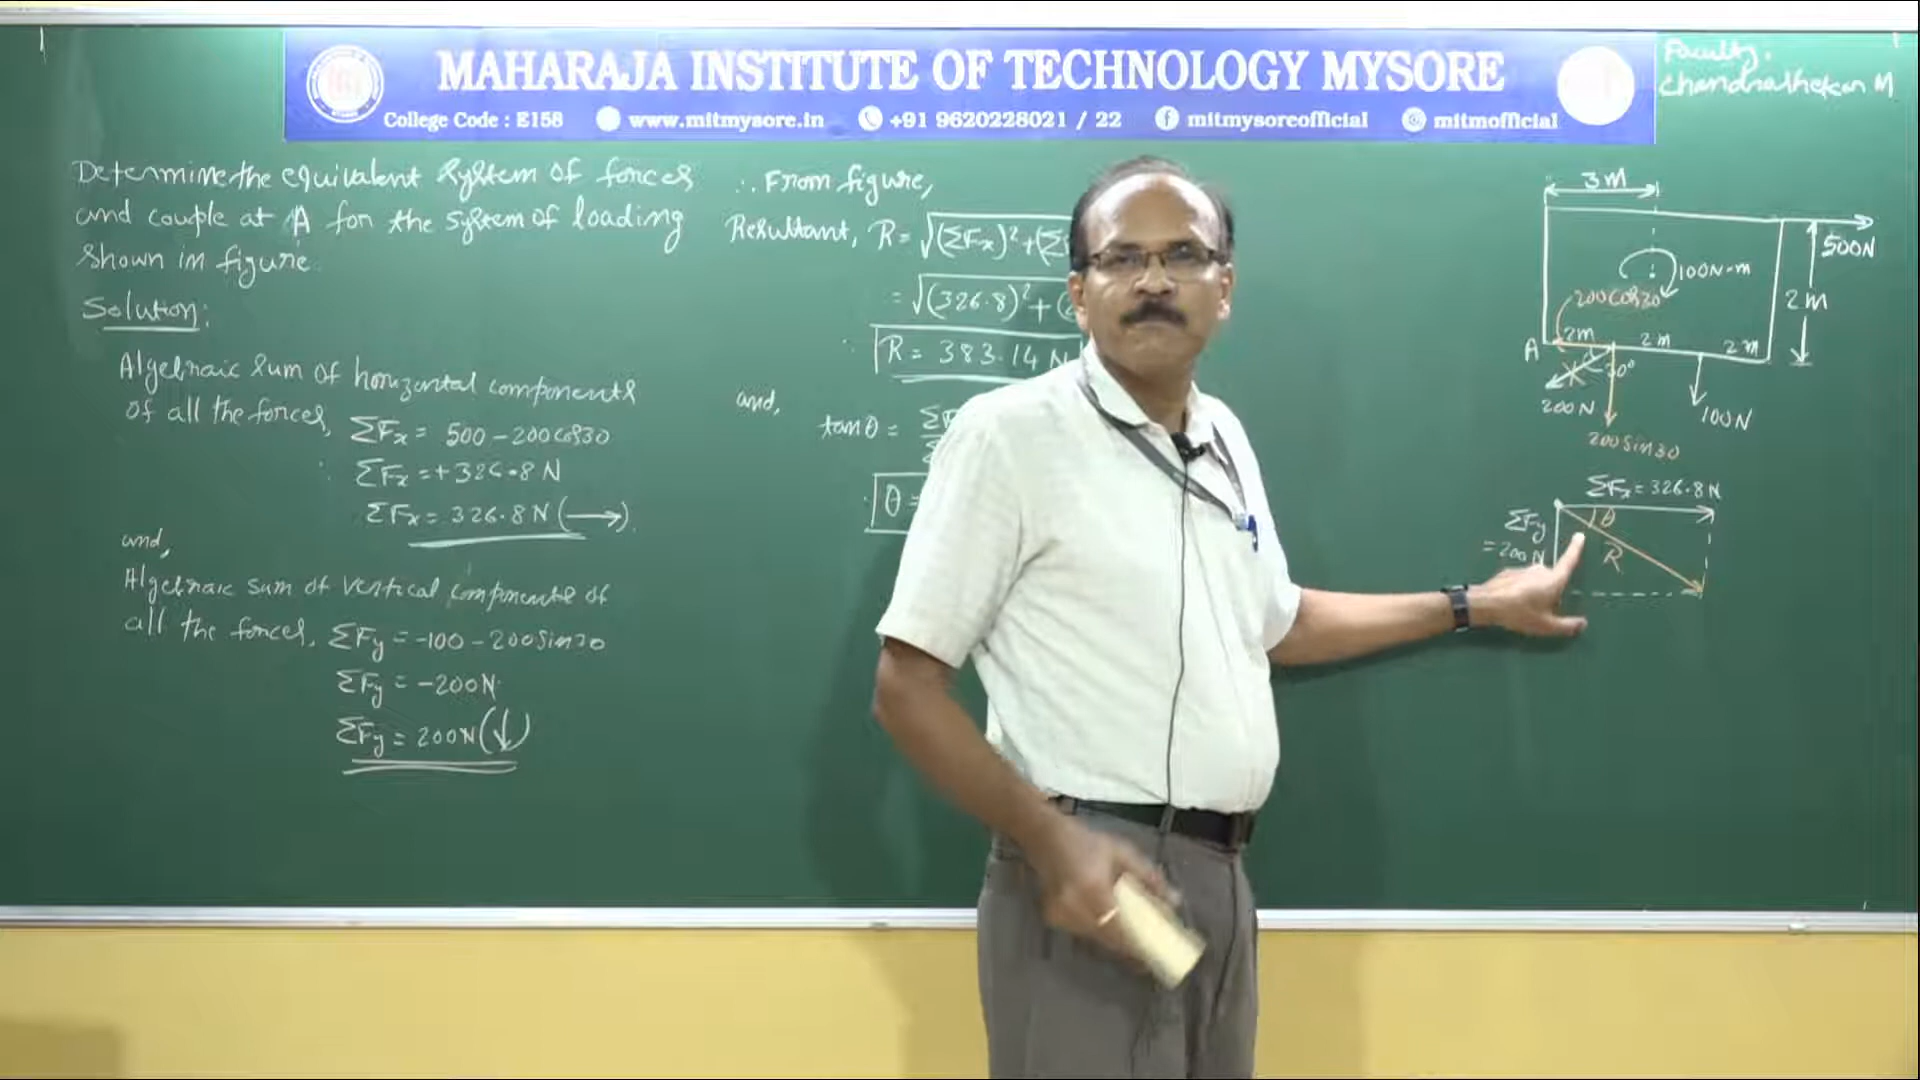 MAHARAJA INSTITUTE OF TECHNOLOGY MYSORE
College Code : E158 www.mitmysore.in +91 9620228021 / 22 mitmysoreofficial mitmofficial
Faculty.
Chandrashekar M
Determine the equivalent system of forces
and couple at A for the system of loading
shown in figure
Solution:
Algebraic sum of horizontal components
of all the forces, ΣFx = 500 - 200cos30
∴ ΣFx = + 326.8 N
ΣFx = 326.8 N (→).
and,
Algebraic sum of vertical components of
all the forces, ΣFy = -100 - 200sin30
ΣFy = -200N
ΣFy = 200N (↓)
∴ From figure,
Resultant, R = √(ΣFx)² + (Σ
= √(326.8)² + (
∴ R = 383.14 N
and,
tanθ = ΣF
θ =
3m
500N
100N-m
200cos30
2m
A 2m 2m 2m
30°
200N
100N
200sin30
ΣFx = 326.8N
ΣFy
= 200N
θ
R